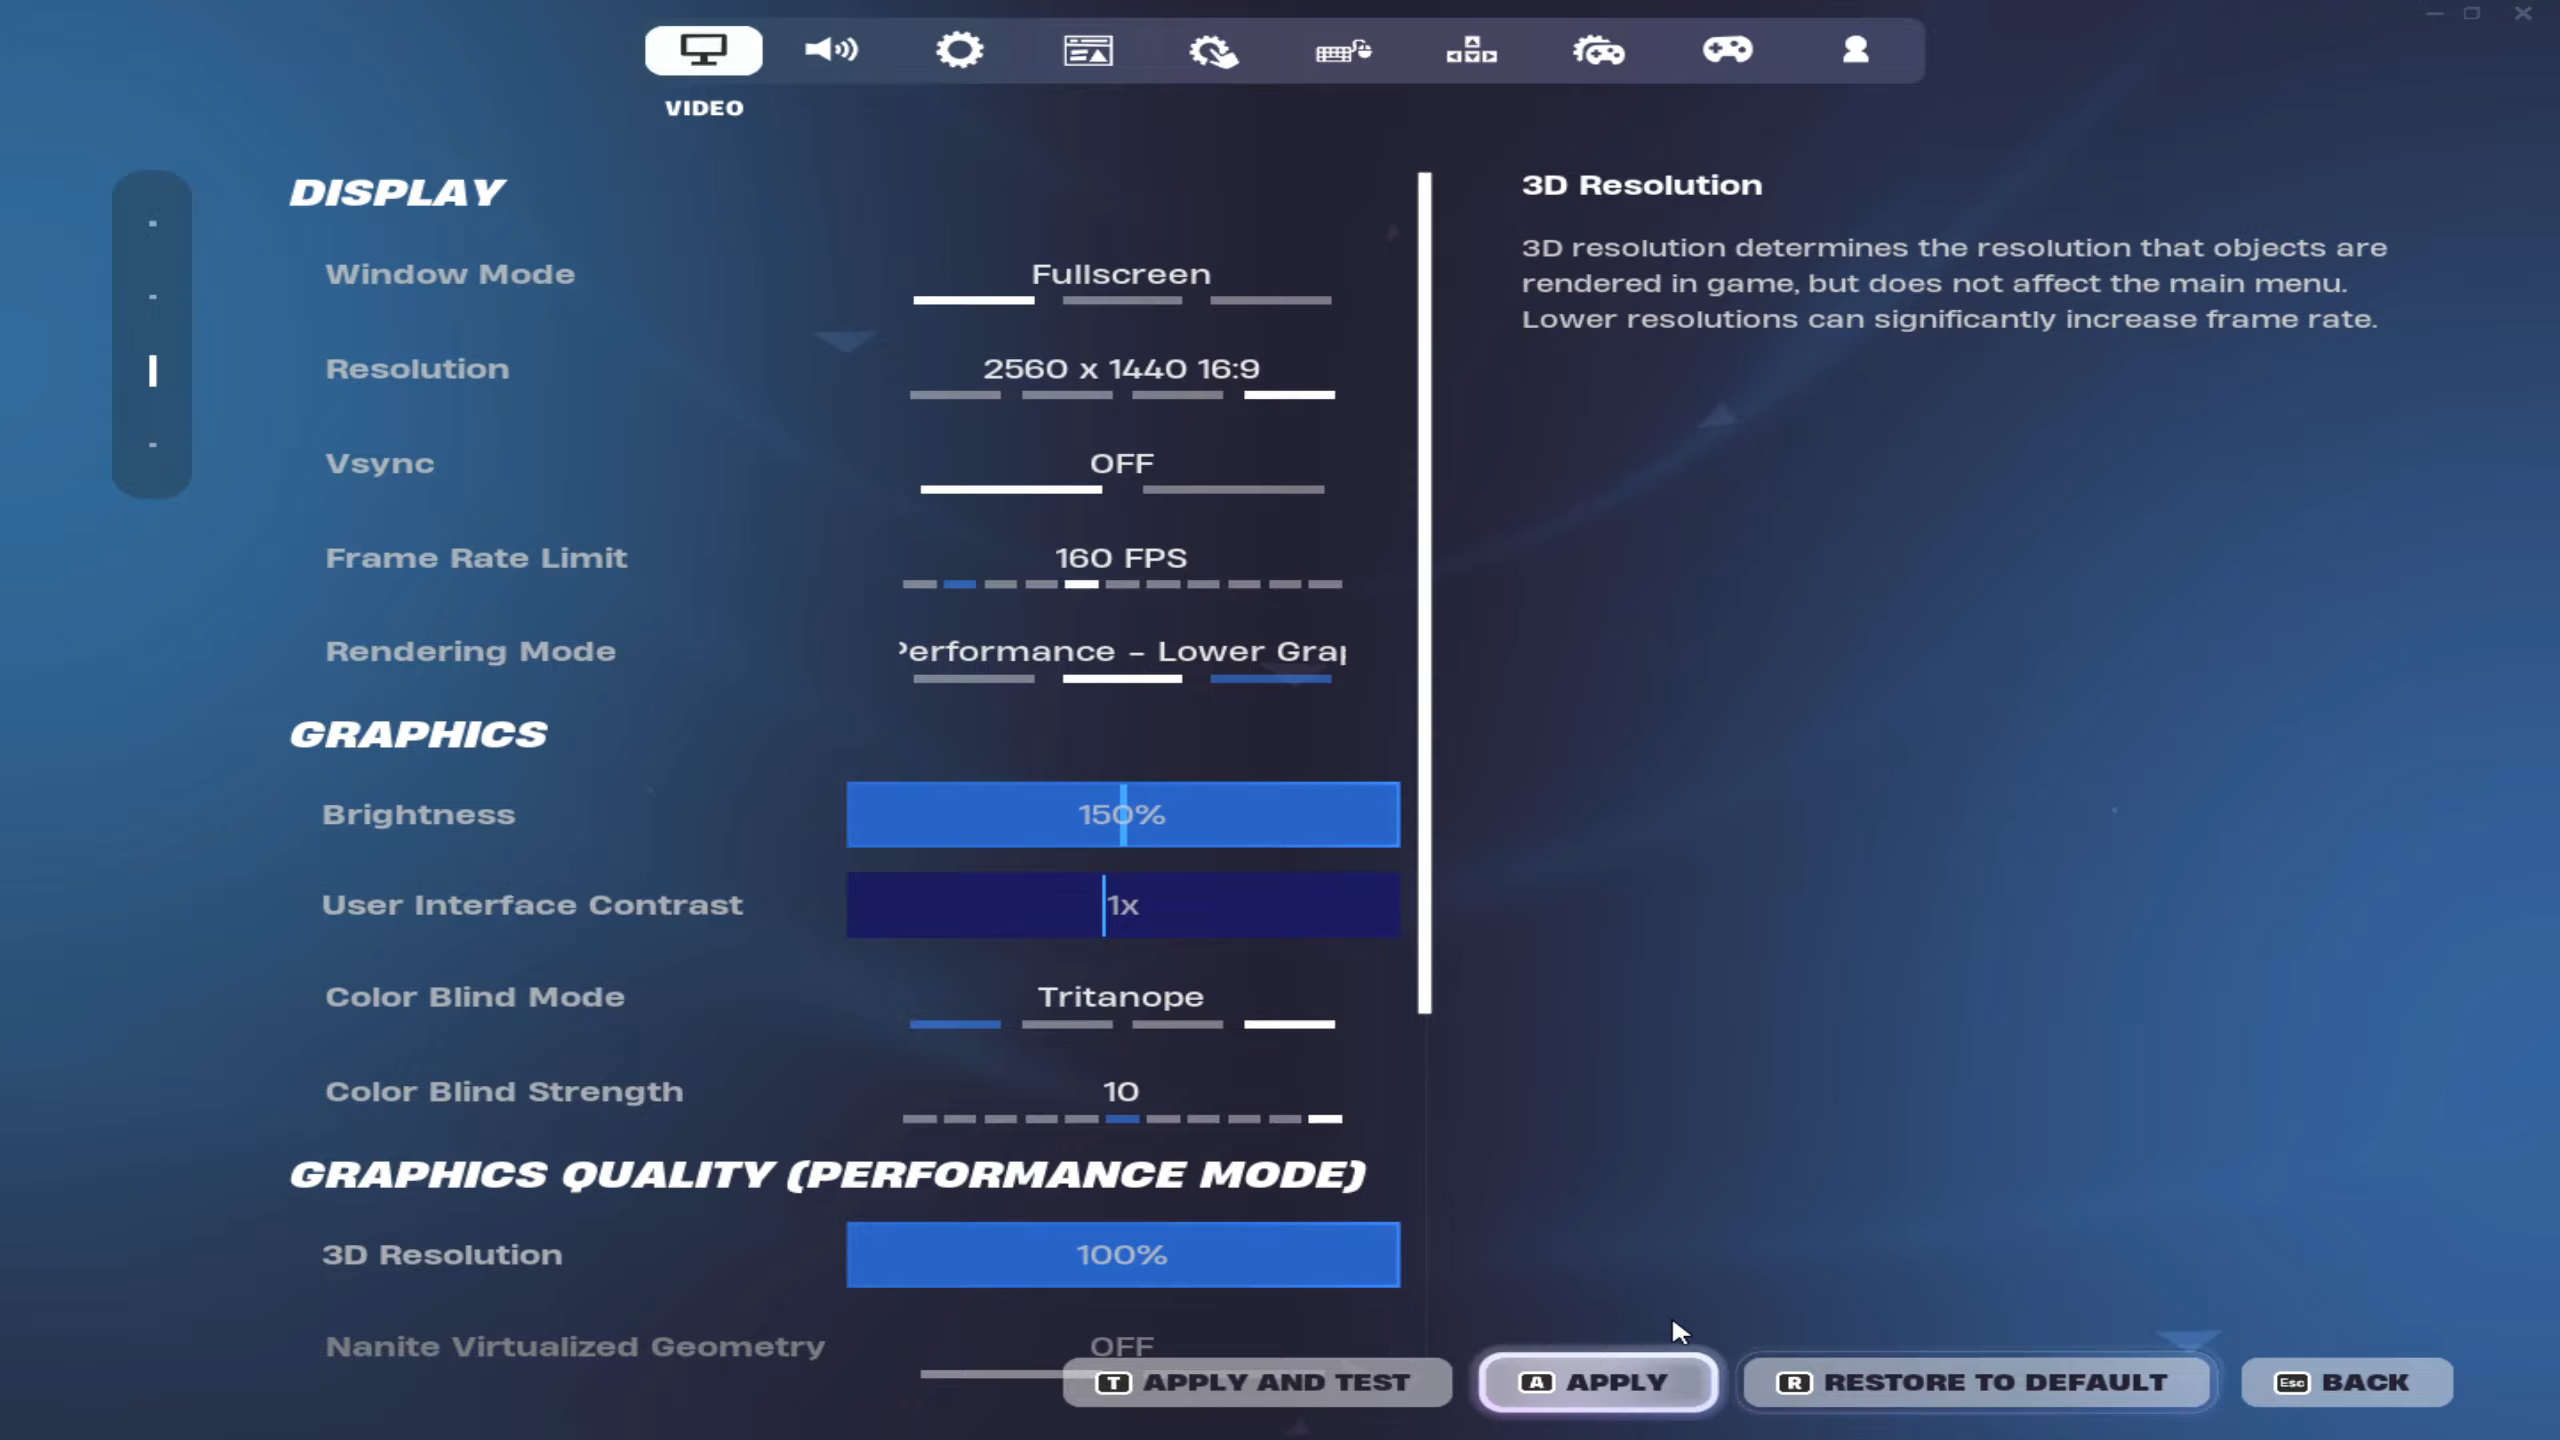 VIDEO
DISPLAY
Window Mode
Fullscreen
Resolution
2560 x 1440 16:9
Vsync
OFF
Frame Rate Limit
160 FPS
Rendering Mode
Performance - Lower Grap
GRAPHICS
Brightness
150%
User Interface Contrast
1x
Color Blind Mode
Tritanope
Color Blind Strength
10
GRAPHICS QUALITY (PERFORMANCE MODE)
3D Resolution
100%
Nanite Virtualized Geometry
OFF
3D Resolution
3D resolution determines the resolution that objects are
rendered in game, but does not affect the main menu.
Lower resolutions can significantly increase frame rate.
T APPLY AND TEST
A APPLY
R RESTORE TO DEFAULT
Esc BACK